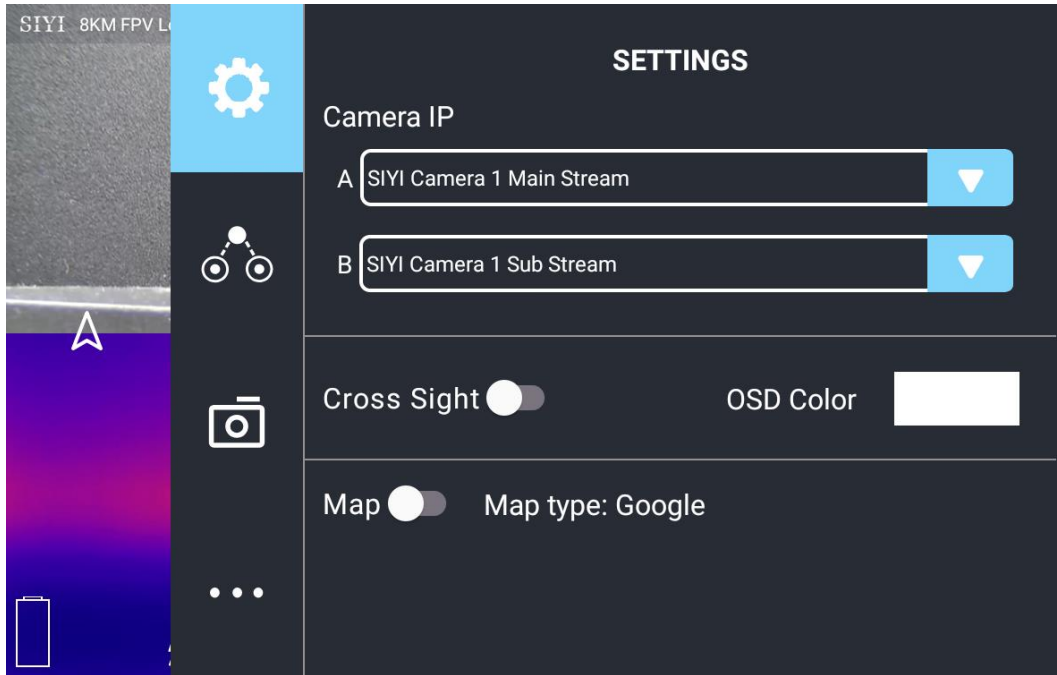 SIYI 8KM FPV L
SETTINGS
Camera IP
A SIYI Camera 1 Main Stream
B SIYI Camera 1 Sub Stream
Cross Sight
OSD Color
Map
Map type: Google